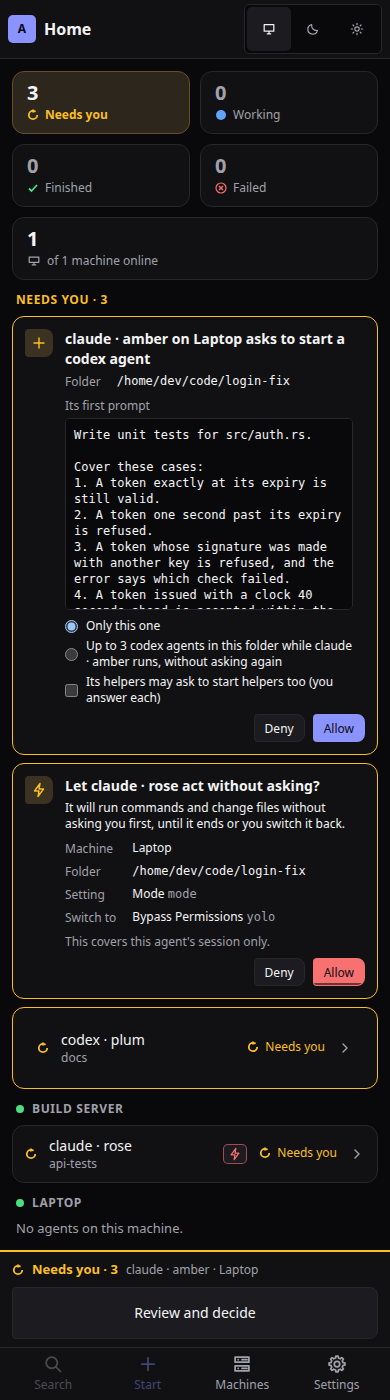 A Home
3
Needs you
0
Working
0
Finished
0
Failed
1
of 1 machine online
NEEDS YOU · 3
claude · amber on Laptop asks to start a
codex agent
Folder /home/dev/code/login-fix
Its first prompt
Write unit tests for src/auth.rs.
Cover these cases:
1. A token exactly at its expiry is
still valid.
2. A token one second past its expiry
is refused.
3. A token whose signature was made
with another key is refused, and the
error says which check failed.
4. A token issued with a clock 40
seconds ahead is accepted within the
Only this one
Up to 3 codex agents in this folder while claude
· amber runs, without asking again
Its helpers may ask to start helpers too (you
answer each)
Deny Allow
Let claude · rose act without asking?
It will run commands and change files without
asking you first, until it ends or you switch it back.
Machine Laptop
Folder /home/dev/code/login-fix
Setting Mode mode
Switch to Bypass Permissions yolo
This covers this agent's session only.
Deny Allow
codex · plum
docs
Needs you
BUILD SERVER
claude · rose
api-tests
Needs you
LAPTOP
No agents on this machine.
Needs you · 3 claude · amber · Laptop
Review and decide
Search Start Machines Settings